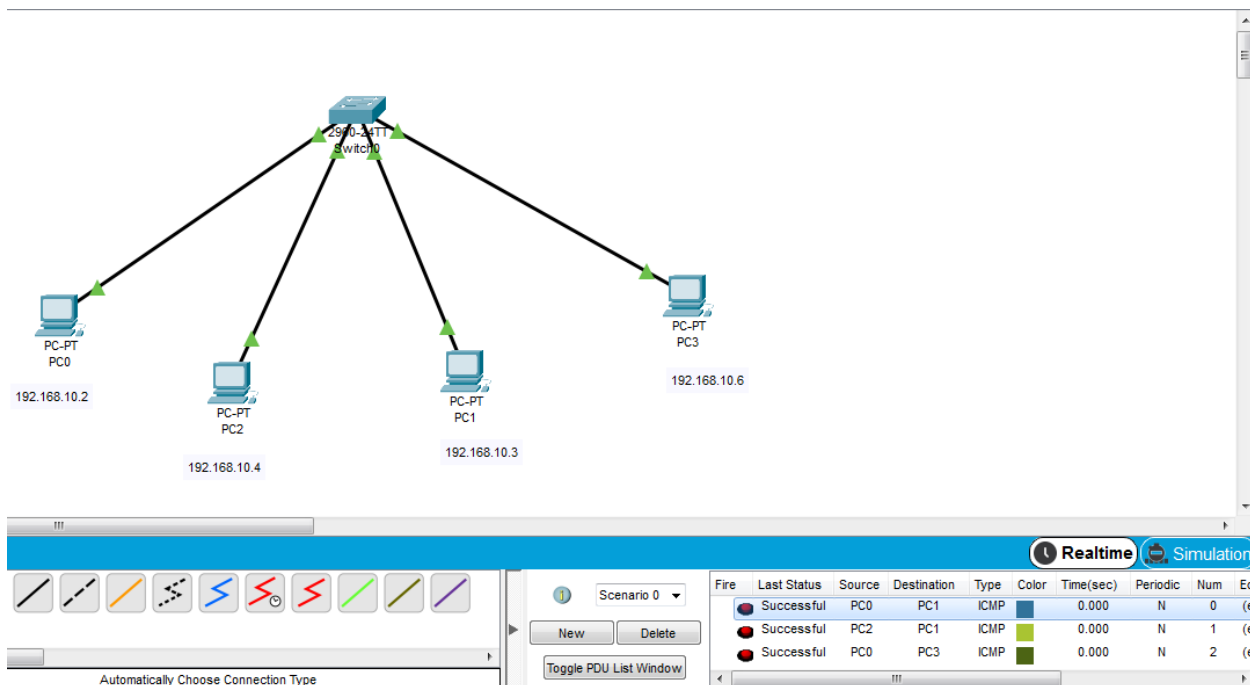 2960-24TT
Switch0
PC-PT
PC0
192.168.10.2
PC-PT
PC2
192.168.10.4
PC-PT
PC1
192.168.10.3
PC-PT
PC3
192.168.10.6
Realtime
Simulation
Scenario 0
New Delete
Toggle PDU List Window
Automatically Choose Connection Type
Fire Last Status Source Destination Type Color Time(sec) Periodic Num
Successful PC0 PC1 ICMP 0.000 N 0 (e
Successful PC2 PC1 ICMP 0.000 N 1 (e
Successful PC0 PC3 ICMP 0.000 N 2 (e